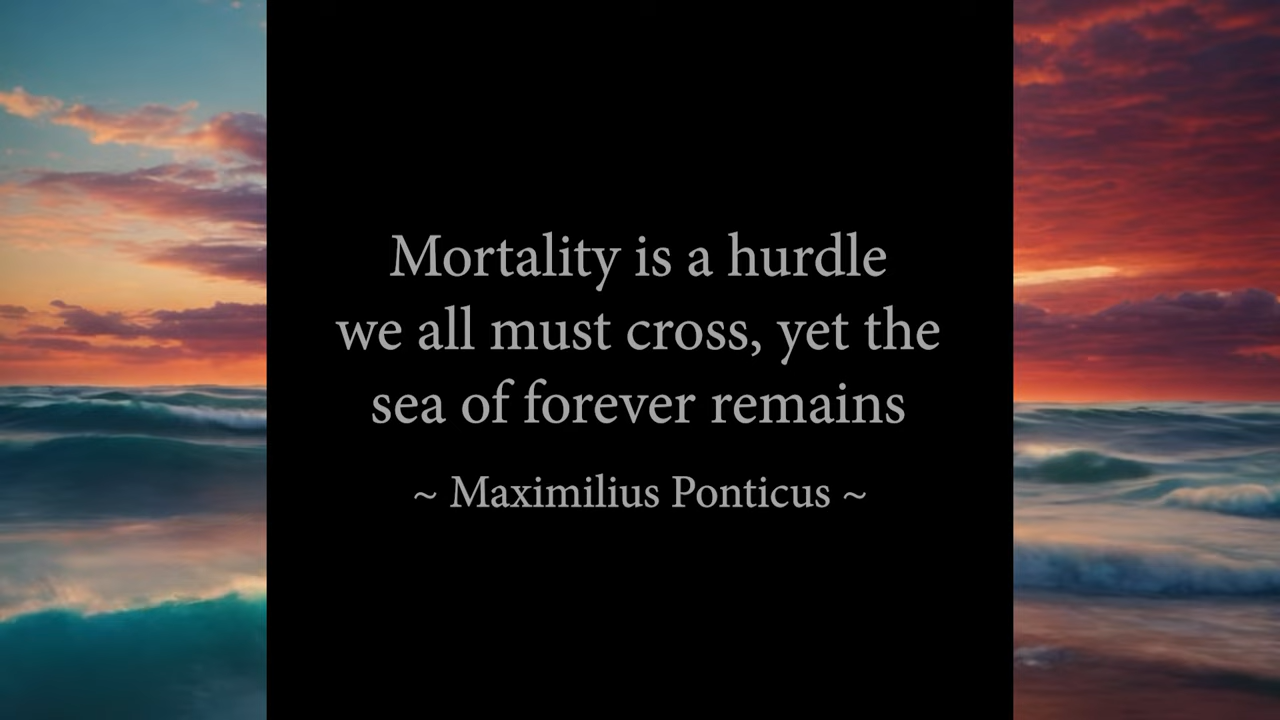 Mortality is a hurdle
we all must cross, yet the
sea of forever remains
~ Maximilius Ponticus ~